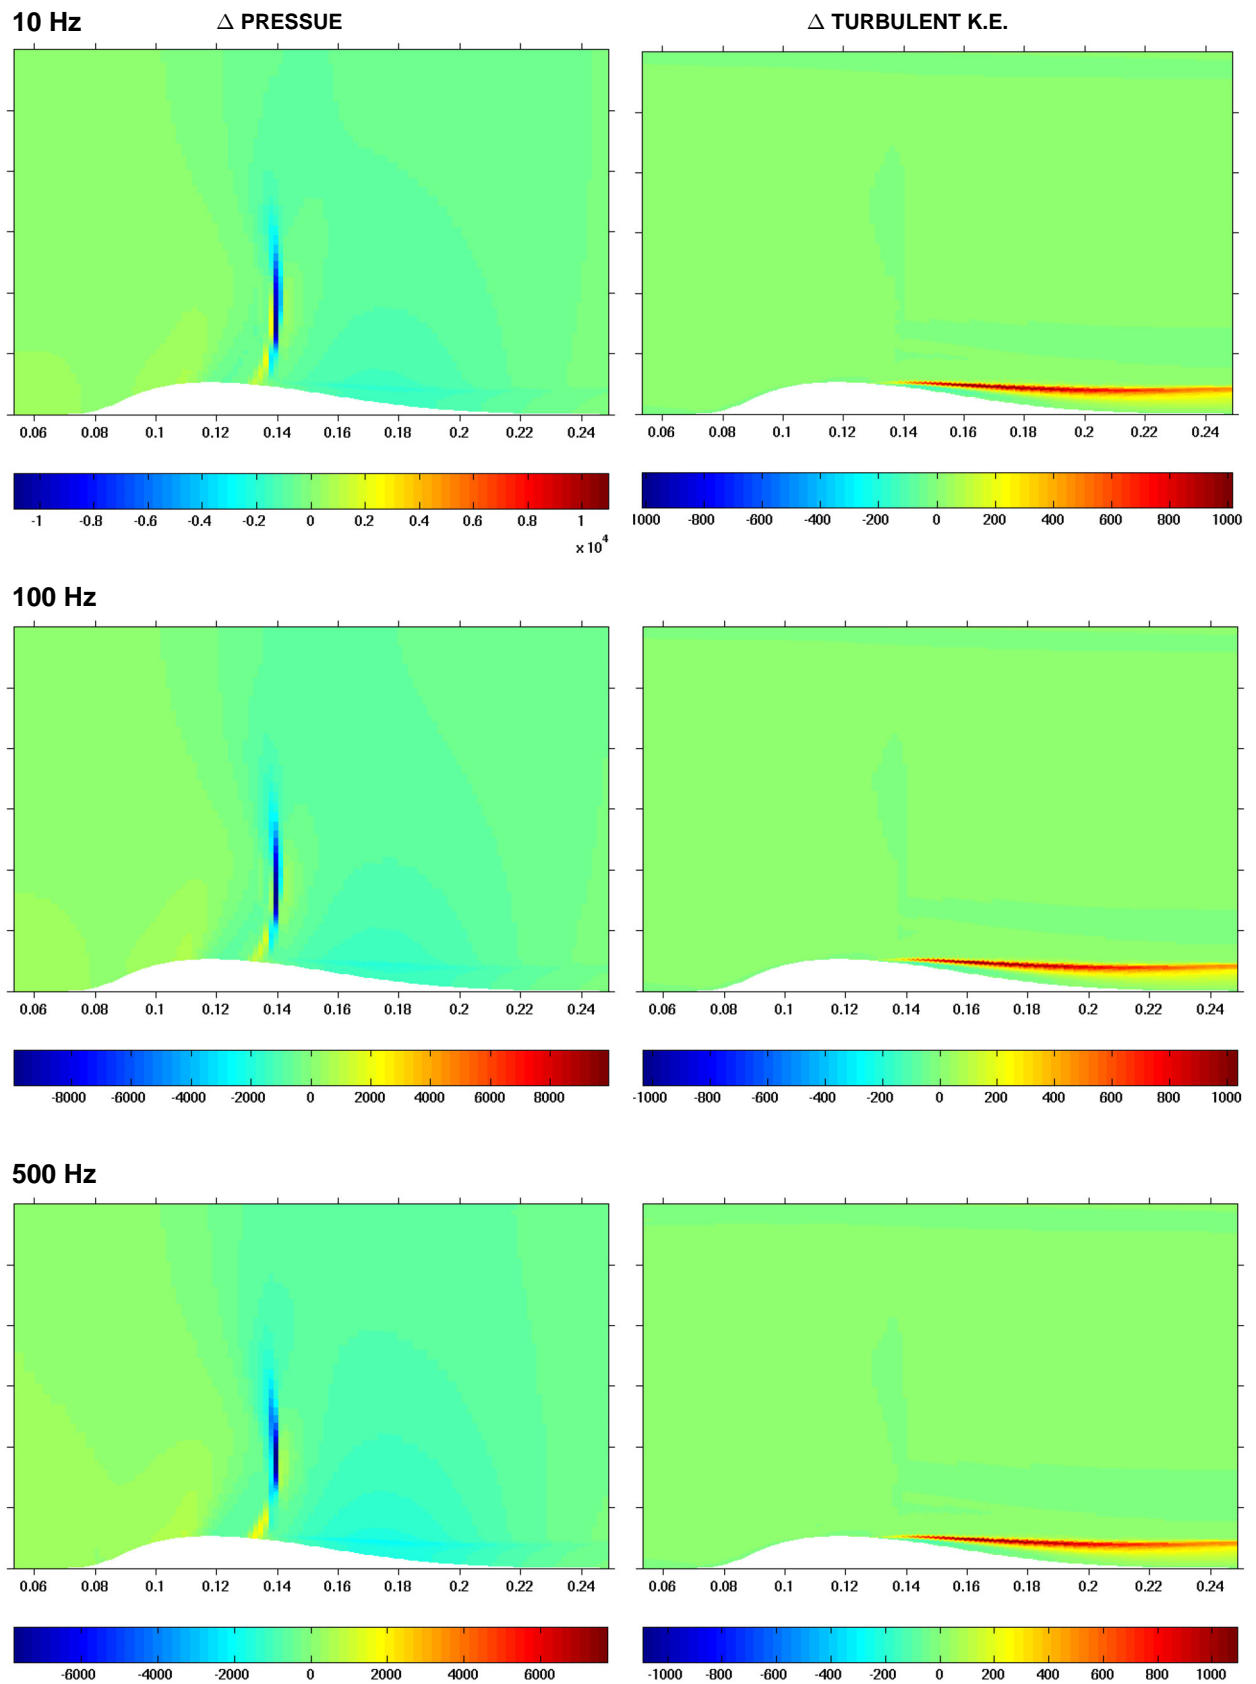 10 Hz
Δ PRESSUE
Δ TURBULENT K.E.
0.06 0.08 0.1 0.12 0.14 0.16 0.18 0.2 0.22 0.24
0.06 0.08 0.1 0.12 0.14 0.16 0.18 0.2 0.22 0.24
-1 -0.8 -0.6 -0.4 -0.2 0 0.2 0.4 0.6 0.8 1
x 10^4
1000 -800 -600 -400 -200 0 200 400 600 800 1000
100 Hz
0.06 0.08 0.1 0.12 0.14 0.16 0.18 0.2 0.22 0.24
0.06 0.08 0.1 0.12 0.14 0.16 0.18 0.2 0.22 0.24
-8000 -6000 -4000 -2000 0 2000 4000 6000 8000
-1000 -800 -600 -400 -200 0 200 400 600 800 1000
500 Hz
0.06 0.08 0.1 0.12 0.14 0.16 0.18 0.2 0.22 0.24
0.06 0.08 0.1 0.12 0.14 0.16 0.18 0.2 0.22 0.24
-6000 -4000 -2000 0 2000 4000 6000
-1000 -800 -600 -400 -200 0 200 400 600 800 1000